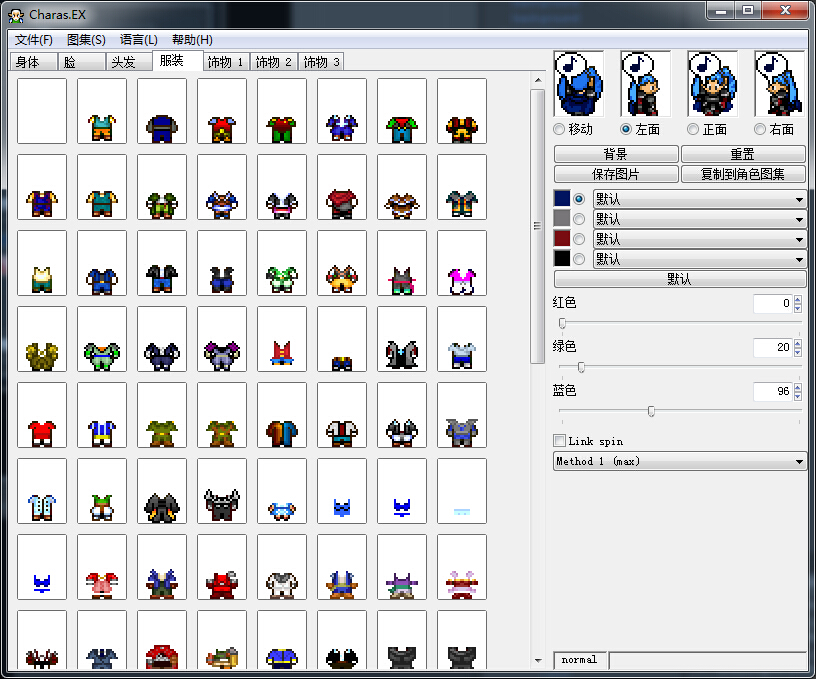 Charas.EX
文件(F) 图集(S) 语言(L) 帮助(H)
身体 脸 头发 服装 饰物 1 饰物 2 饰物 3
移动 左面 正面 右面
背景 重置
保存图片 复制到角色图集
默认
默认
默认
默认
默认
红色 0
绿色 20
蓝色 96
Link spin
Method 1 (max)
normal